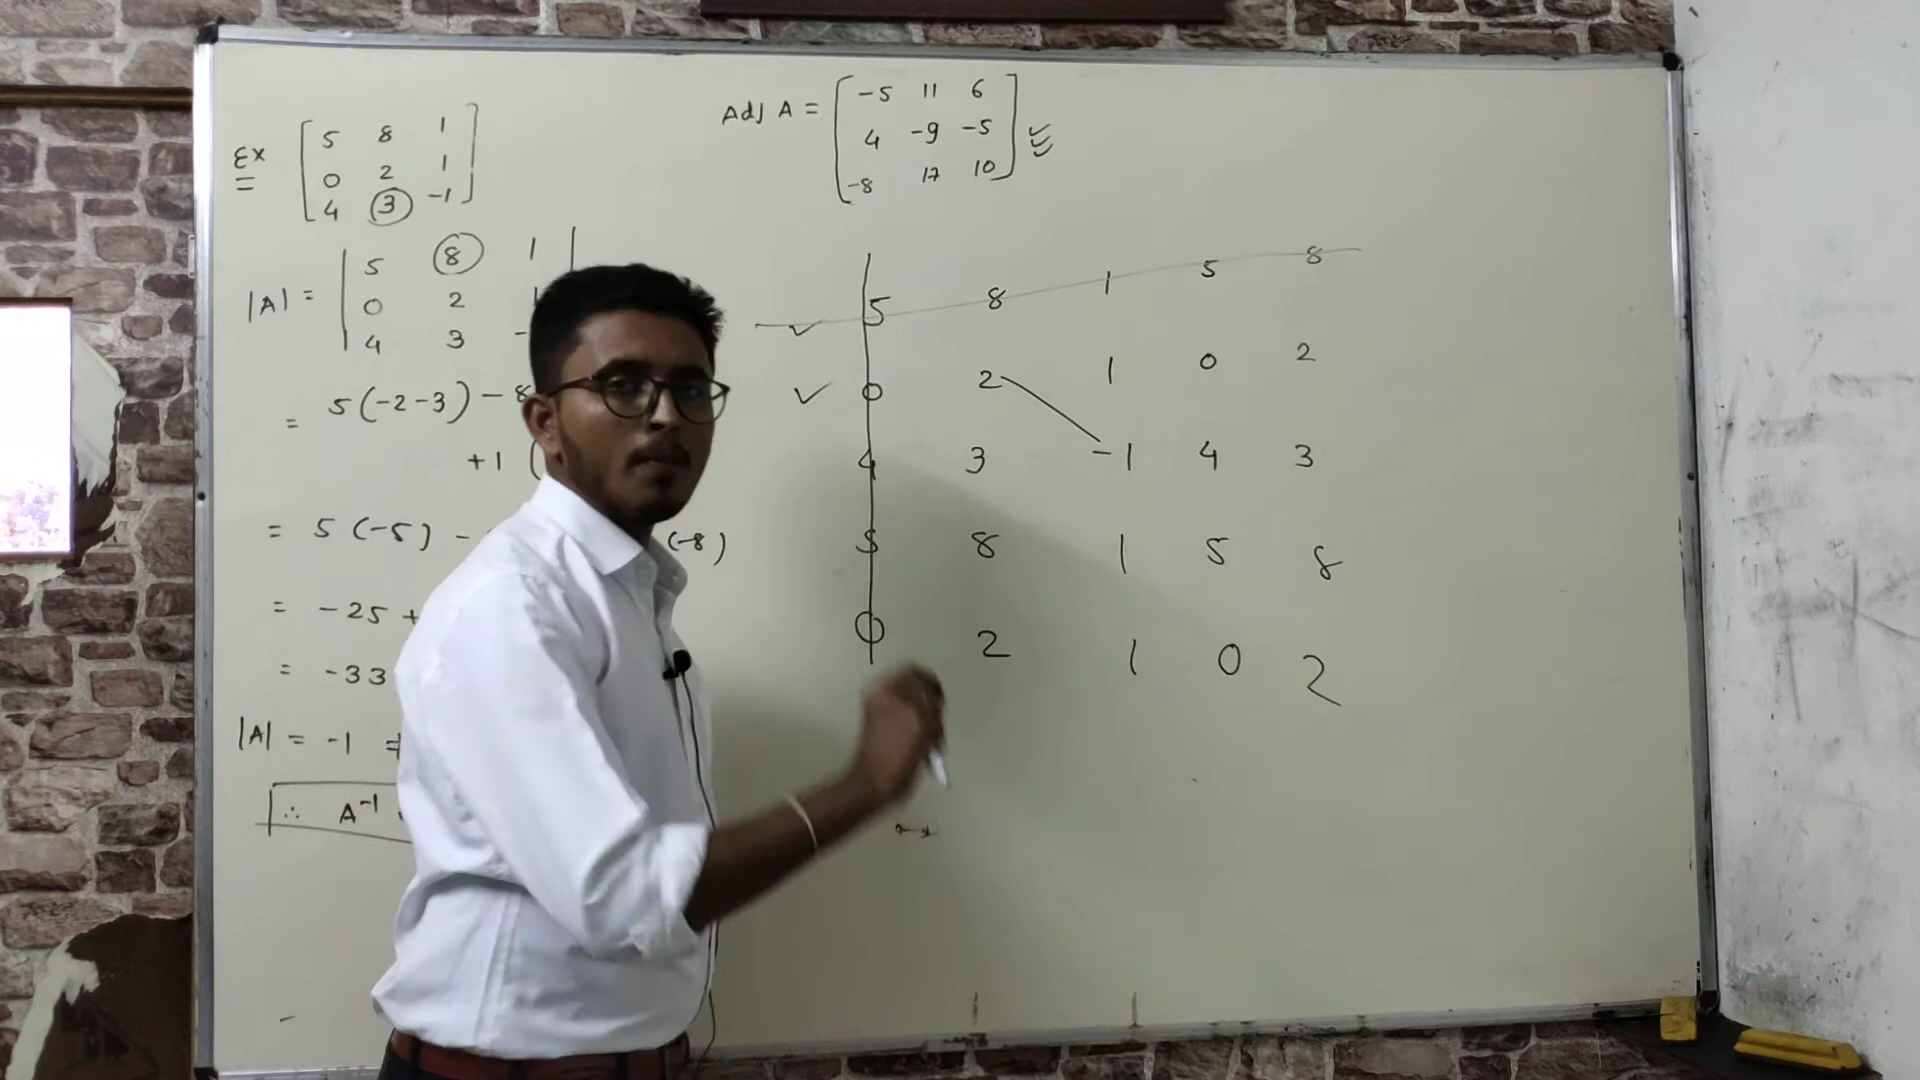 Ex [ 5 8 1
0 2 1
4 3 -1 ]
|A| = | 5 8 1 |
0 2 1
4 3 -
= 5(-2-3) - 8
+1 (
= 5(-5) - (-8)
= -25 +
= -33
|A| = -1
∴ A⁻¹
Adj A = [ -5 11 6
4 -9 -5
-8 17 10 ]
5 8 1 5 8
0 2 1 0 2
4 3 -1 4 3
5 8 1 5 8
0 2 1 0 2